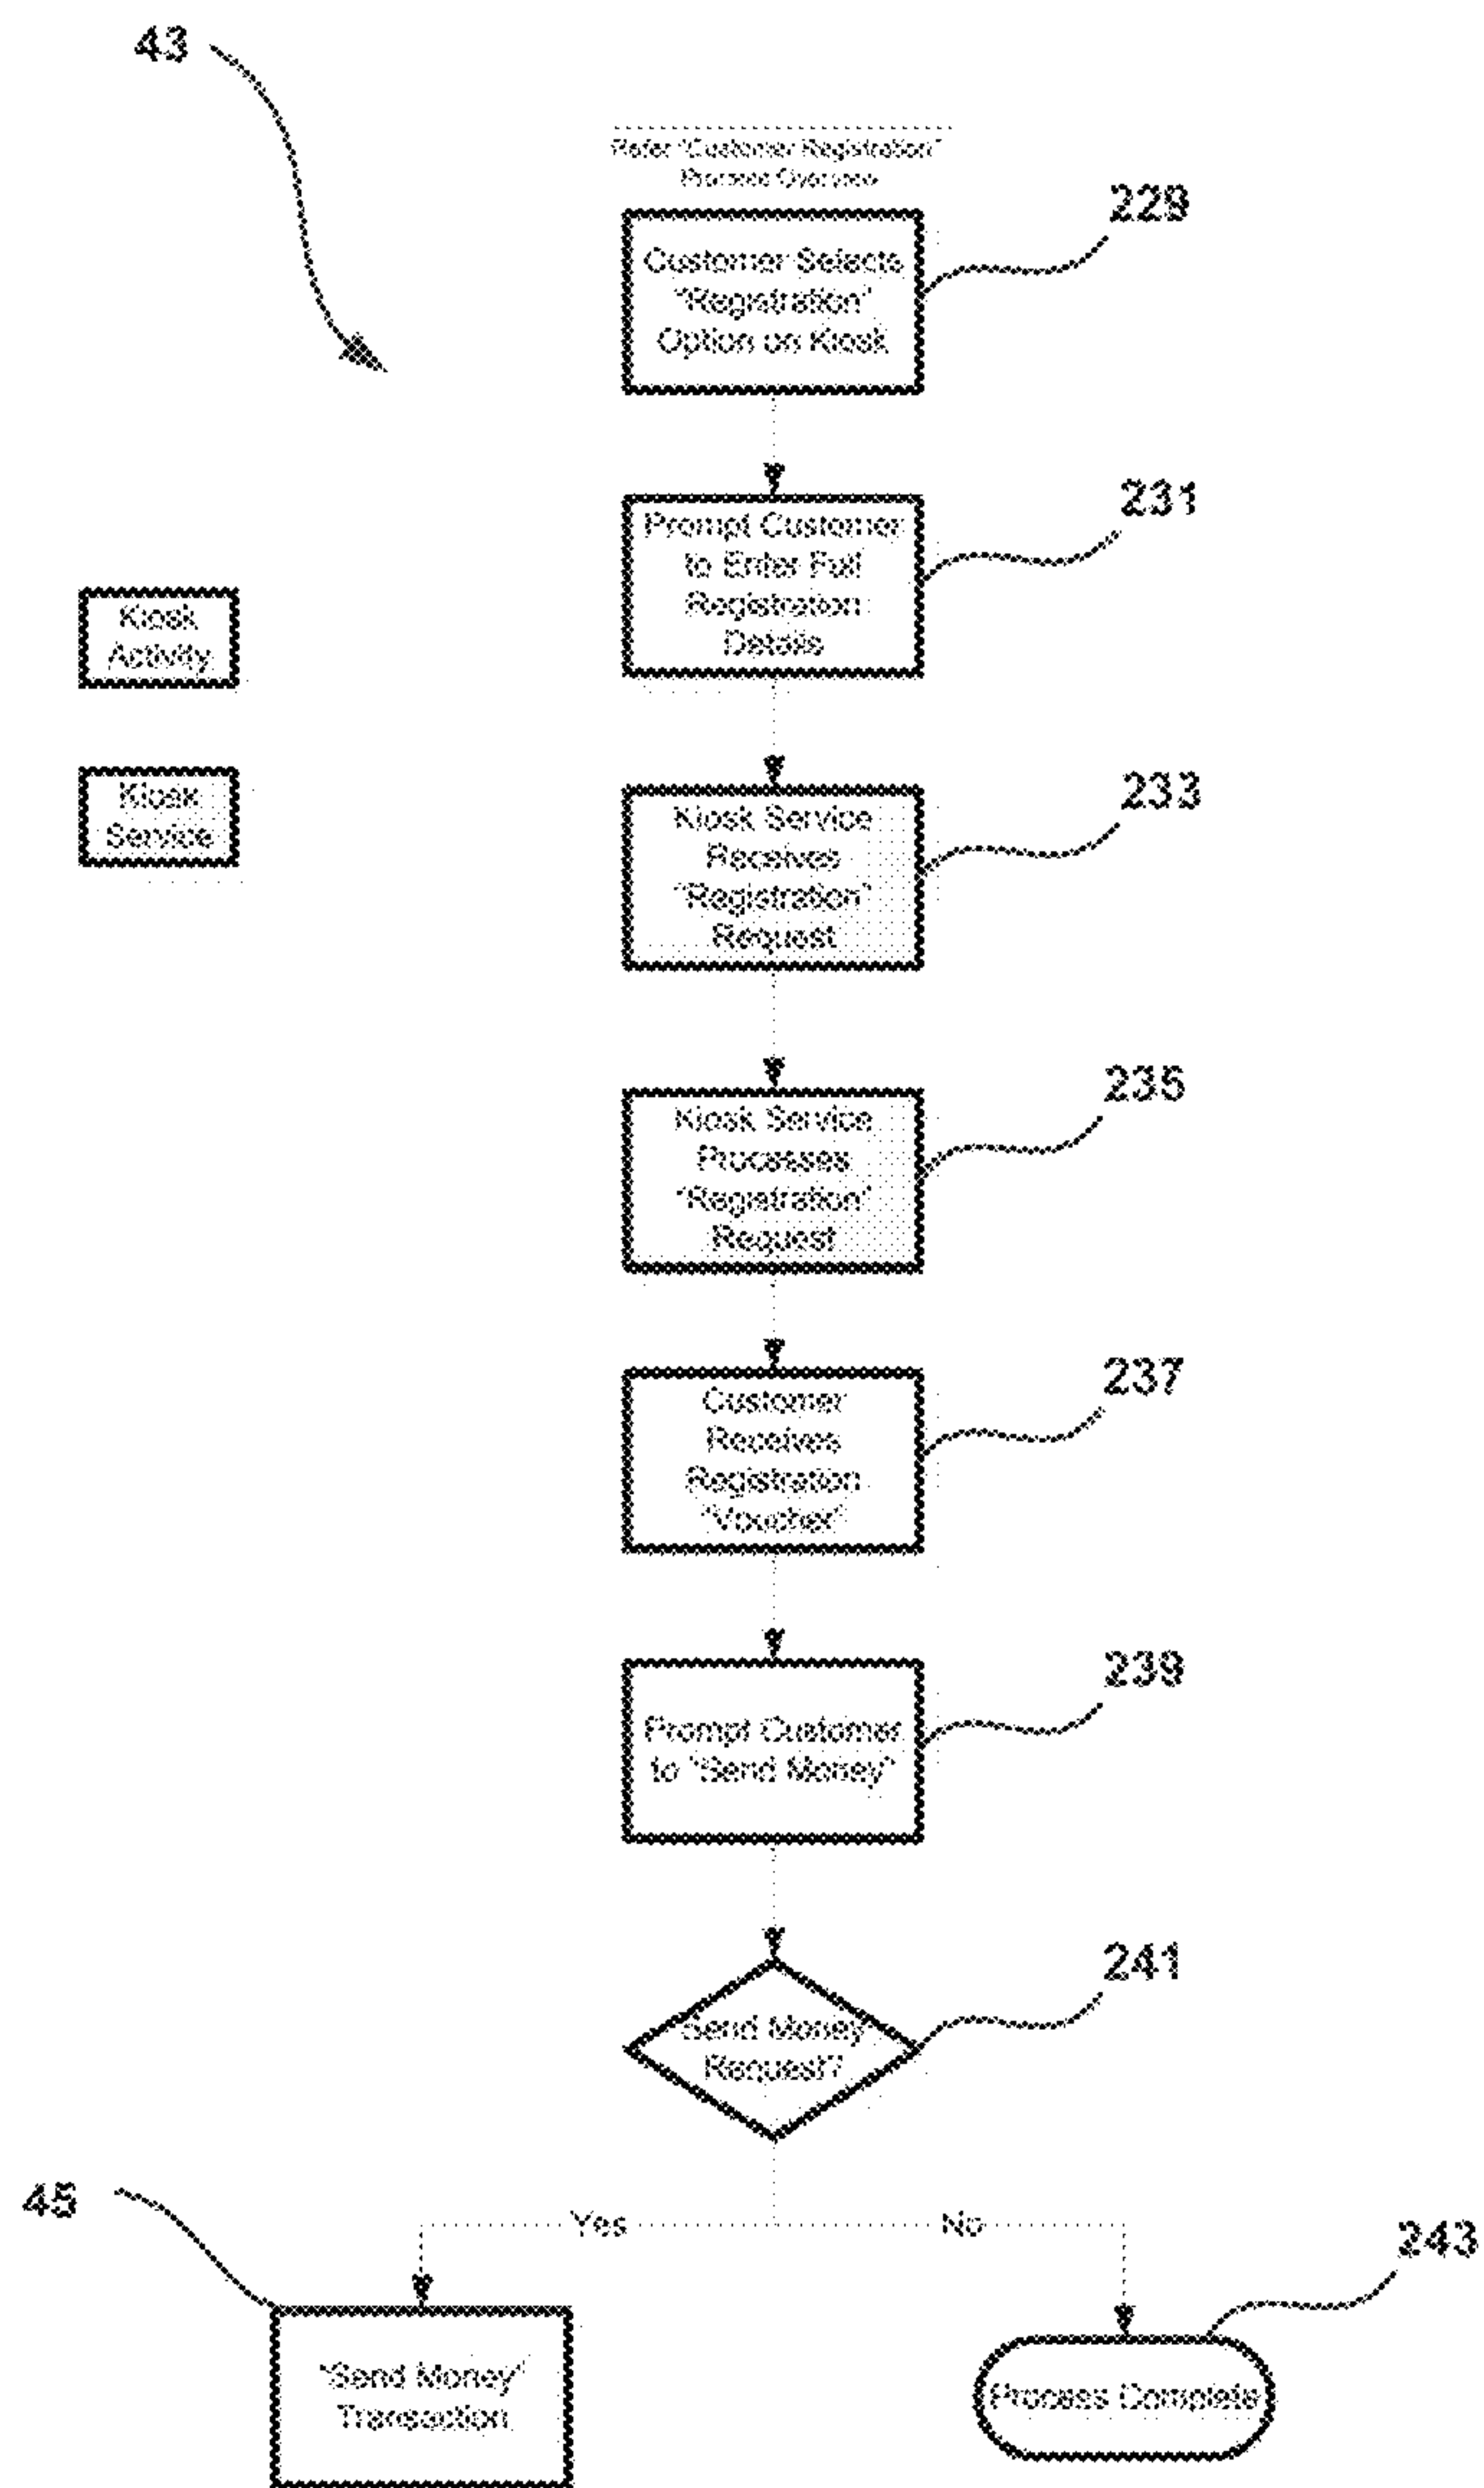 43
Refer "Customer Registration"
Process Overview
229
Customer Selects
"Registration"
Option on Kiosk
231
Prompt Customer
to Enter Full
Registration
Details
Kiosk
Activity
Kiosk
Service
233
Kiosk Service
Receives
"Registration"
Request
235
Kiosk Service
Processes
"Registration"
Request
237
Customer
Receives
Registration
"Voucher"
239
Prompt Customer
to "Send Money"
241
Send Money
Request?
45
Yes
No
243
"Send Money"
Transaction
Process Complete